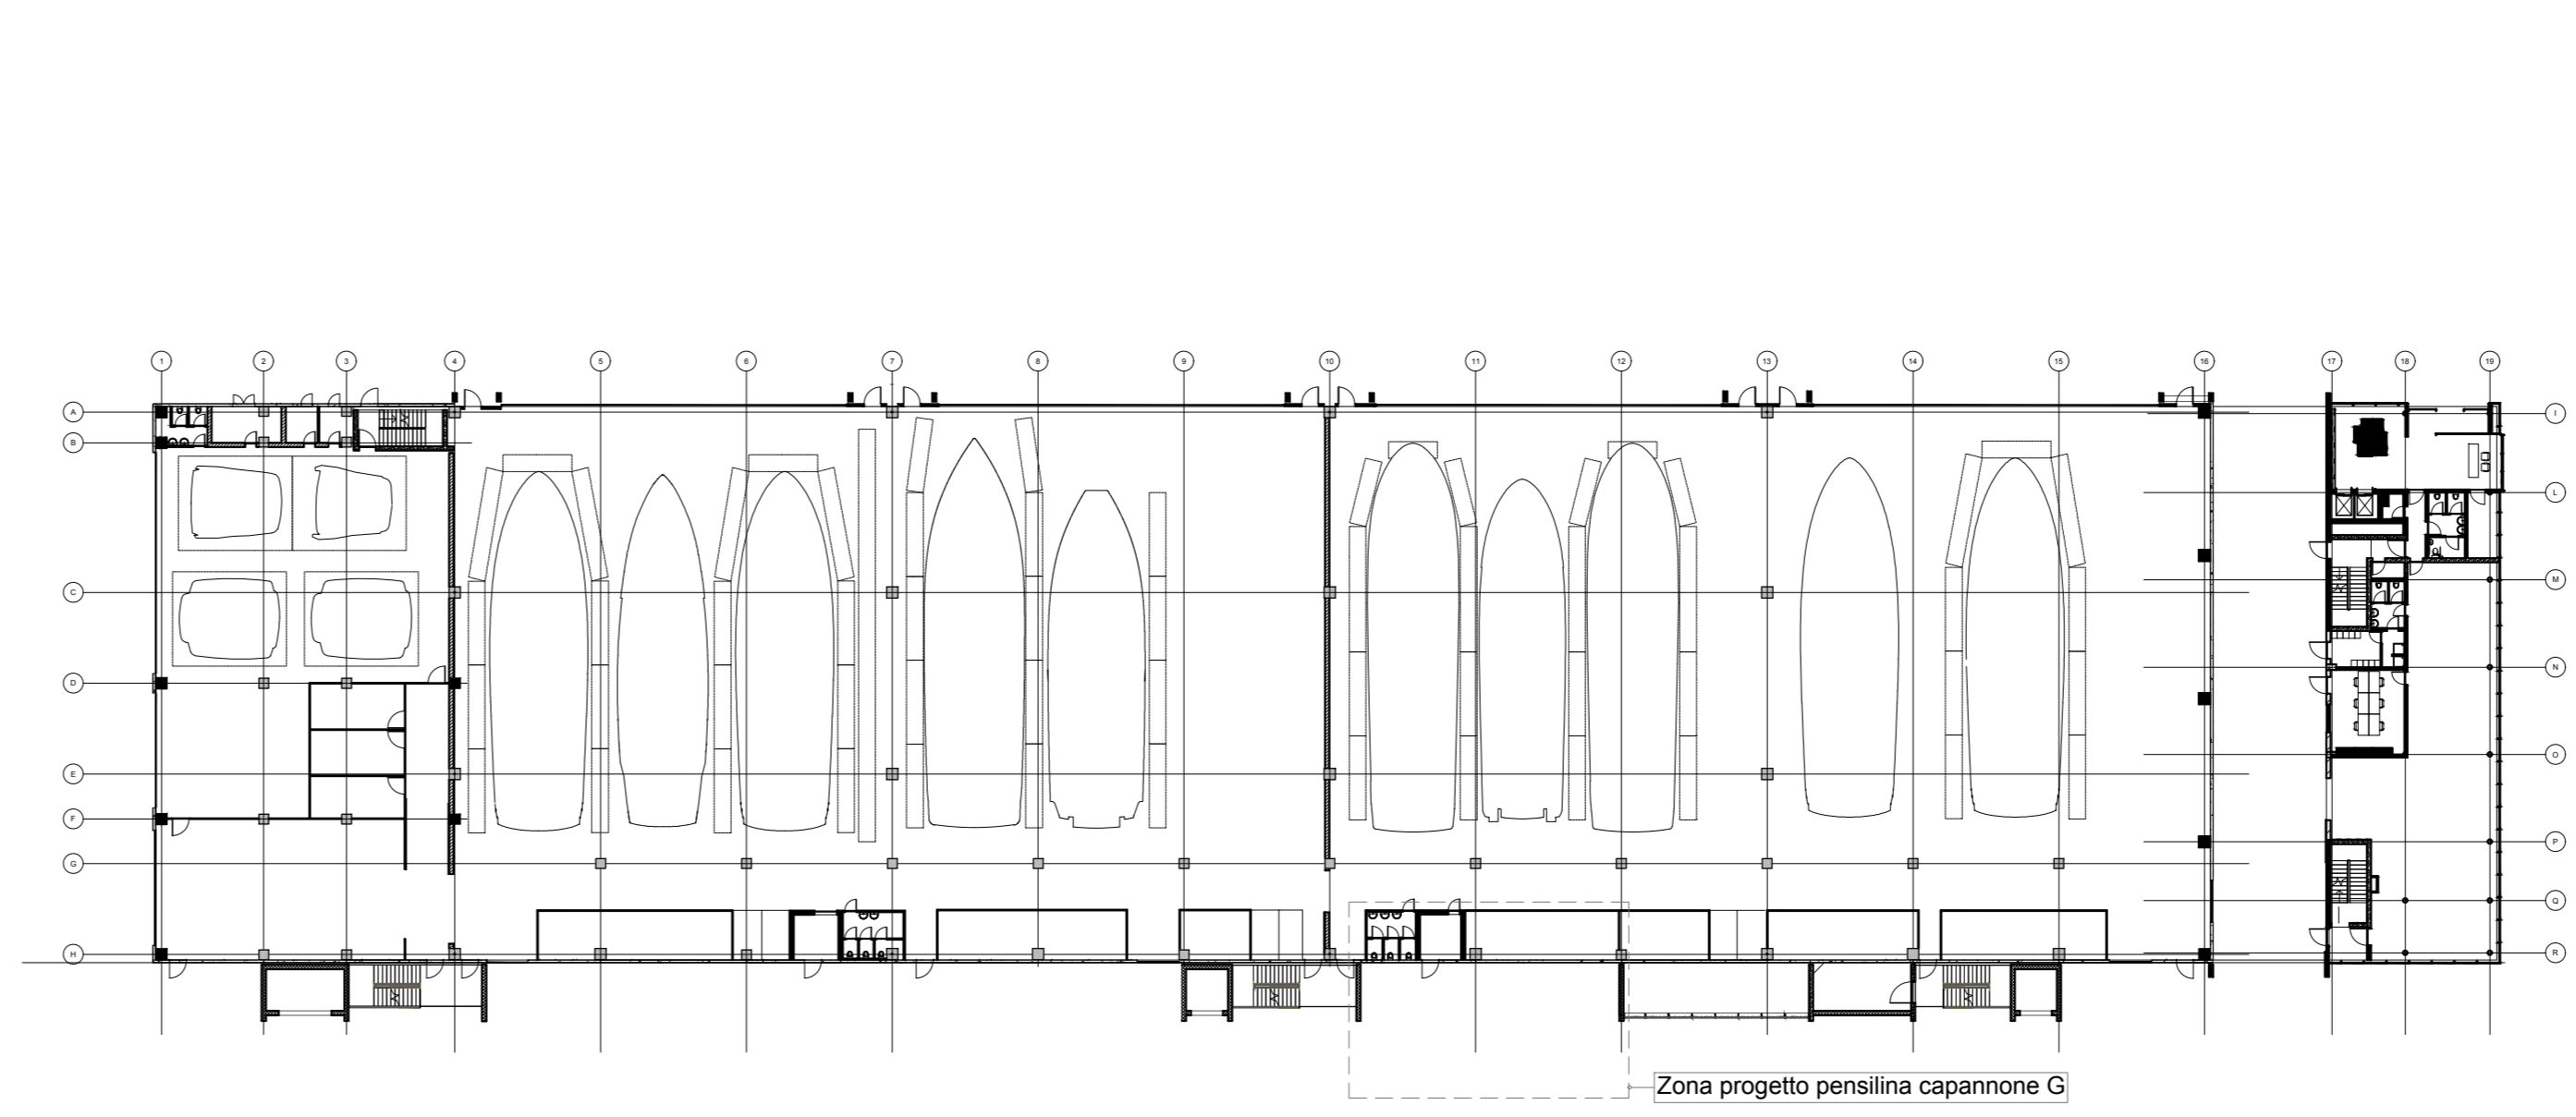 1 2 3 4 5 6 7 8 9 10 11 12 13 14 15 16 17 18 19
A I
B
L
M
C
N
D
O
E
F
P
G
Q
H R
Zona progetto pensilina capannone G